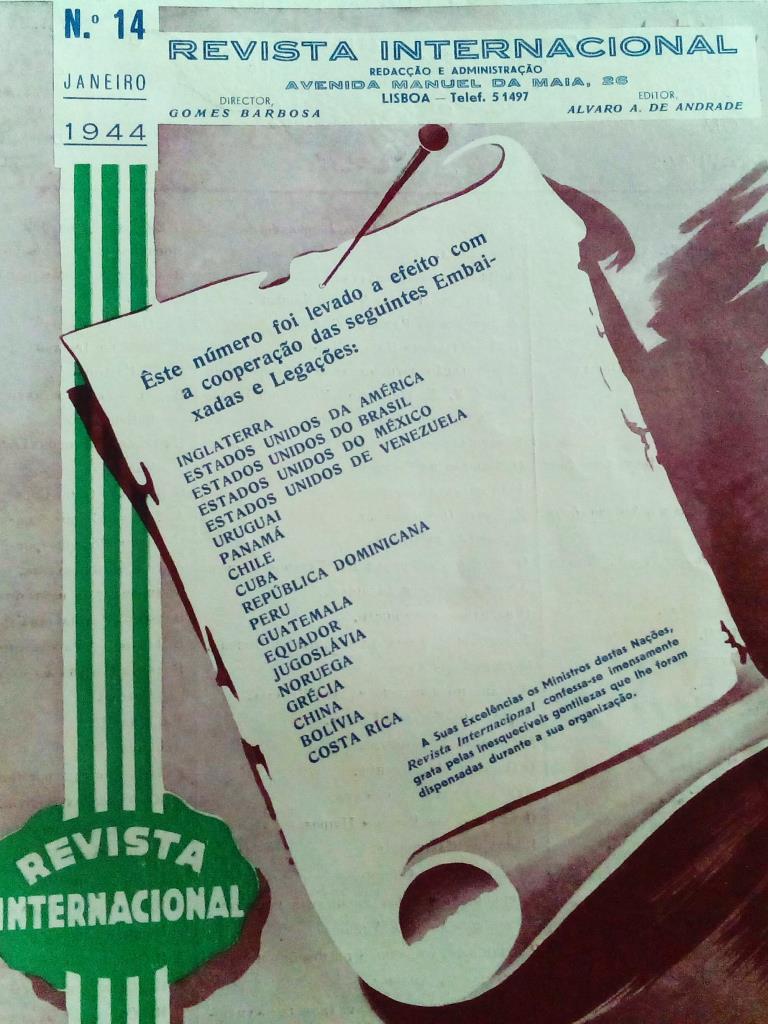 N.º 14
JANEIRO
1944
REVISTA INTERNACIONAL
REDACÇÃO E ADMINISTRAÇÃO
AVENIDA MANUEL DA MAIA, 26
LISBOA — Telef. 51497
DIRECTOR,
GOMES BARBOSA
EDITOR,
ALVARO A. DE ANDRADE
Êste número foi levado a efeito com
a cooperação das seguintes Embai-
xadas e Legações:
INGLATERRA
ESTADOS UNIDOS DA AMÉRICA
ESTADOS UNIDOS DO BRASIL
ESTADOS UNIDOS DO MÉXICO
ESTADOS UNIDOS DE VENEZUELA
URUGUAI
PANAMÁ
CHILE
CUBA
REPÚBLICA DOMINICANA
PERU
GUATEMALA
EQUADOR
JUGOSLÁVIA
NORUEGA
GRÉCIA
CHINA
BOLÍVIA
COSTA RICA
A Suas Excelências os Ministros destas Nações,
Revista Internacional confessa-se imensamente
grata pelas inesquecíveis gentilezas que lhe foram
dispensadas durante a sua organização.
REVISTA
INTERNACIONAL